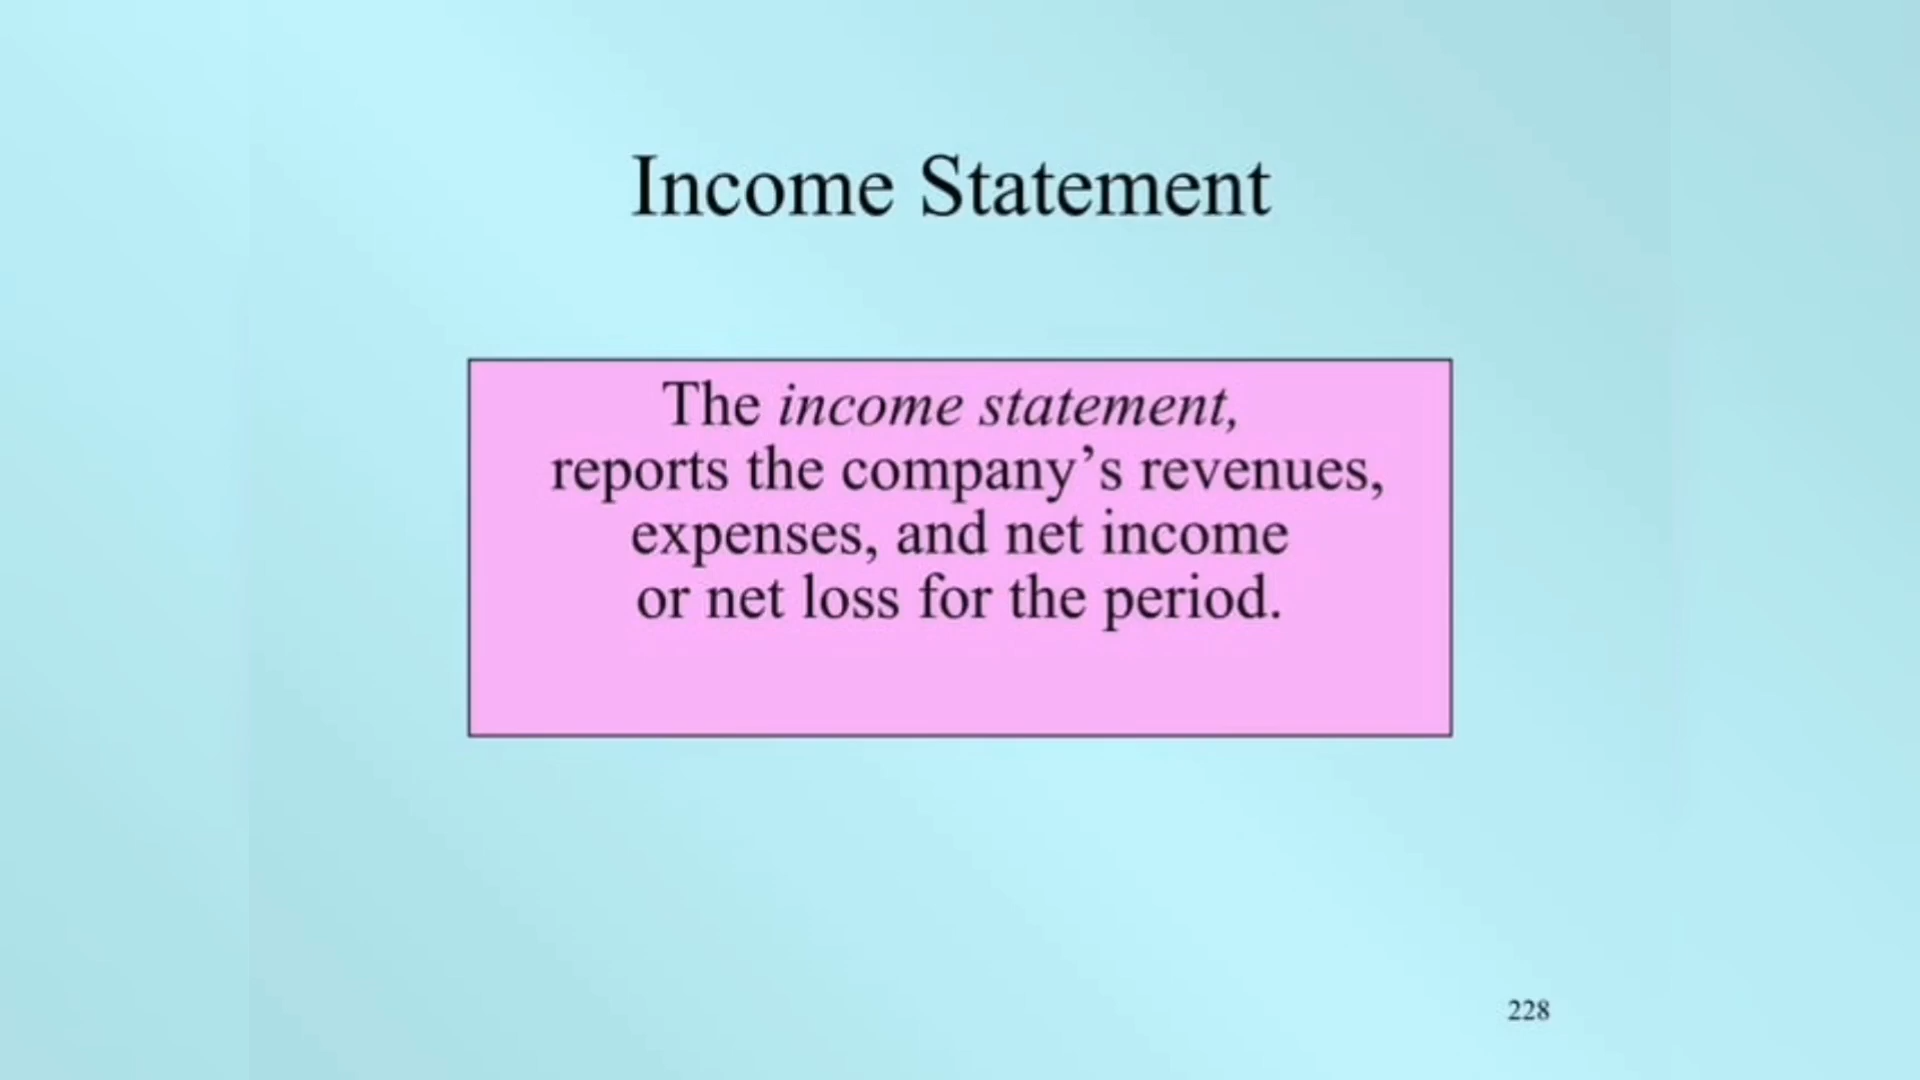 Income Statement
The income statement,
reports the company’s revenues,
expenses, and net income
or net loss for the period.
228